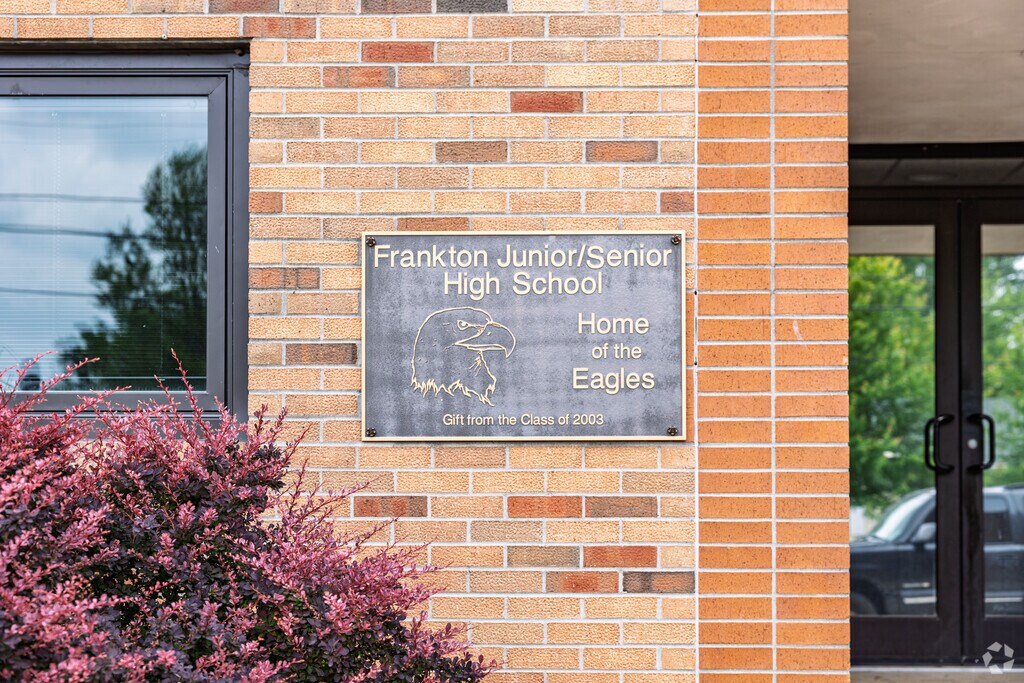 Frankton Junior/Senior
High School
Home
of the
Eagles
Gift from the Class of 2003